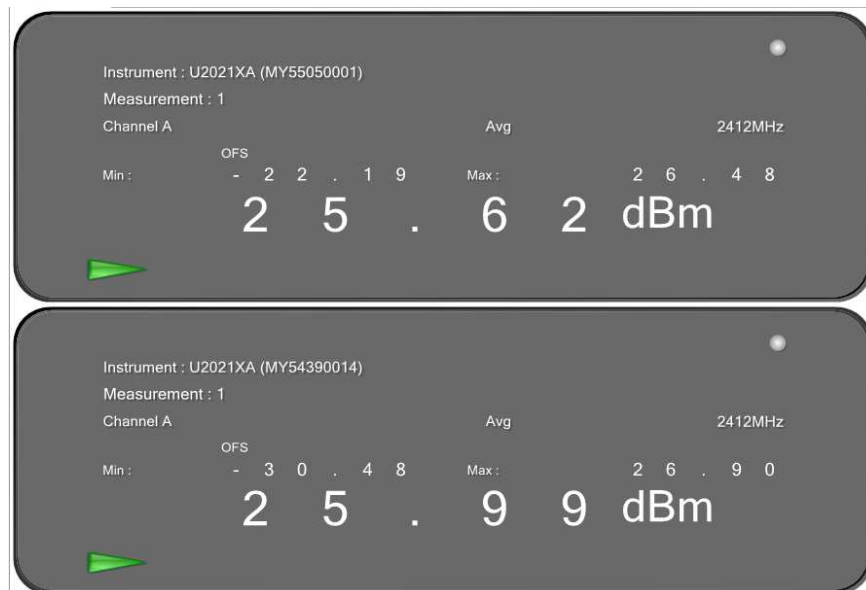 Instrument : U2021XA (MY55050001)
Measurement : 1
Channel A Avg 2412MHz
OFS
Min : - 2 2 . 1 9 Max : 2 6 . 4 8
2 5 . 6 2 dBm
Instrument : U2021XA (MY54390014)
Measurement : 1
Channel A Avg 2412MHz
OFS
Min : - 3 0 . 4 8 Max : 2 6 . 9 0
2 5 . 9 9 dBm